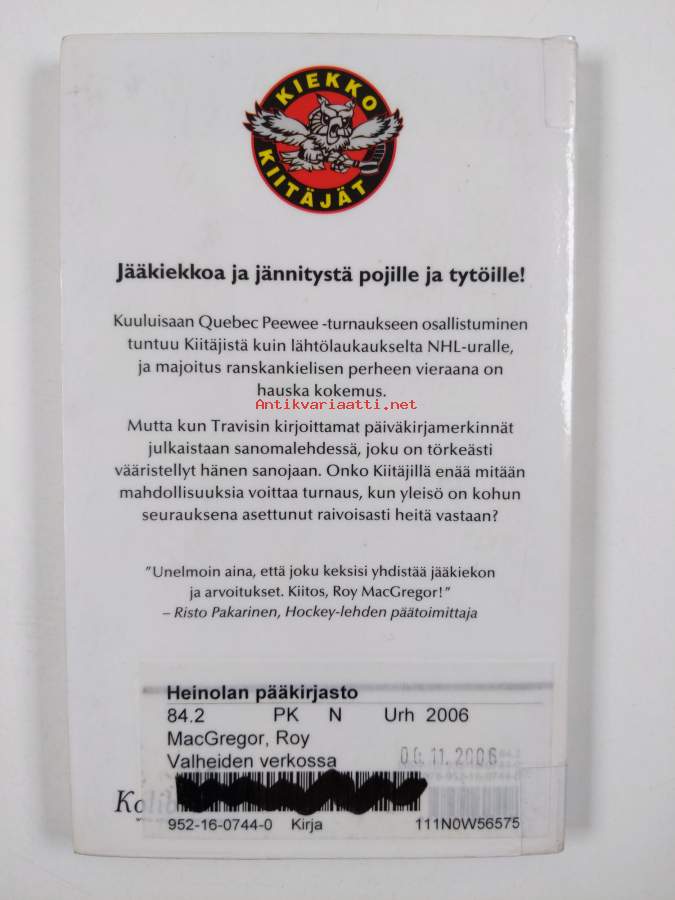 KIEKKO
KIITÄJÄT
Jääkiekkoa ja jännitystä pojille ja tytöille!
Kuuluisaan Quebec Peewee -turnaukseen osallistuminen
tuntuu Kiitäjistä kuin lähtölaukaukselta NHL-uralle,
ja majoitus ranskankielisen perheen vieraana on
hauska kokemus.
Antikvariaatti.net
Mutta kun Travisin kirjoittamat päiväkirjamerkinnät
julkaistaan sanomalehdessä, joku on törkeästi
vääristellyt hänen sanojaan. Onko Kiitäjillä enää mitään
mahdollisuuksia voittaa turnaus, kun yleisö on kohun
seurauksena asettunut raivoisasti heitä vastaan?
"Unelmoin aina, että joku keksisi yhdistää jääkiekon
ja arvoitukset. Kiitos, Roy MacGregor!"
– Risto Pakarinen, Hockey-lehden päätoimittaja
Heinolan pääkirjasto
84.2 PK N Urh 2006
MacGregor, Roy
Valheiden verkossa
952-16-0744-0 Kirja 111N0W56575